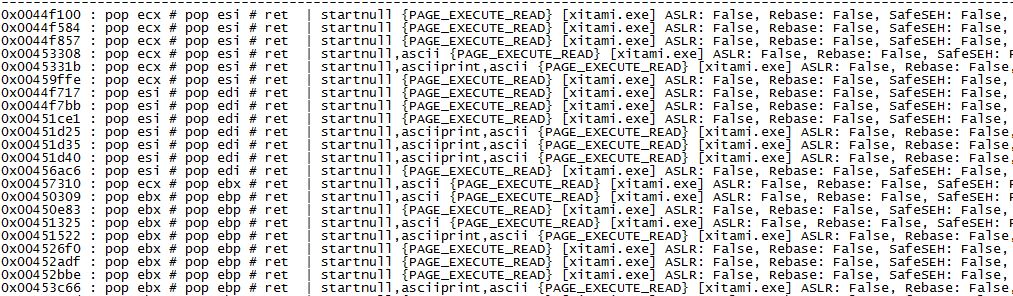 0x0044f100 : pop ecx # pop esi # ret | startnull {PAGE_EXECUTE_READ} [xitami.exe] ASLR: False, Rebase: False, SafeSEH: False,
0x0044f584 : pop ecx # pop esi # ret | startnull {PAGE_EXECUTE_READ} [xitami.exe] ASLR: False, Rebase: False, SafeSEH: False,
0x0044f857 : pop ecx # pop esi # ret | startnull {PAGE_EXECUTE_READ} [xitami.exe] ASLR: False, Rebase: False, SafeSEH: False,
0x00453308 : pop ecx # pop esi # ret | startnull,ascii {PAGE_EXECUTE_READ} [xitami.exe] ASLR: False, Rebase: False, SafeSEH: F
0x0045331b : pop ecx # pop esi # ret | startnull,asciiprint,ascii {PAGE_EXECUTE_READ} [xitami.exe] ASLR: False, Rebase: False,
0x00459ffe : pop ecx # pop esi # ret | startnull {PAGE_EXECUTE_READ} [xitami.exe] ASLR: False, Rebase: False, SafeSEH: False,
0x0044f717 : pop esi # pop edi # ret | startnull {PAGE_EXECUTE_READ} [xitami.exe] ASLR: False, Rebase: False, SafeSEH: False,
0x0044f7bb : pop esi # pop edi # ret | startnull {PAGE_EXECUTE_READ} [xitami.exe] ASLR: False, Rebase: False, SafeSEH: False,
0x00451ce1 : pop esi # pop edi # ret | startnull {PAGE_EXECUTE_READ} [xitami.exe] ASLR: False, Rebase: False, SafeSEH: False,
0x00451d25 : pop esi # pop edi # ret | startnull,asciiprint,ascii {PAGE_EXECUTE_READ} [xitami.exe] ASLR: False, Rebase: False,
0x00451d35 : pop esi # pop edi # ret | startnull,asciiprint,ascii {PAGE_EXECUTE_READ} [xitami.exe] ASLR: False, Rebase: False,
0x00451d40 : pop esi # pop edi # ret | startnull,asciiprint,ascii {PAGE_EXECUTE_READ} [xitami.exe] ASLR: False, Rebase: False,
0x00456ac6 : pop esi # pop edi # ret | startnull {PAGE_EXECUTE_READ} [xitami.exe] ASLR: False, Rebase: False, SafeSEH: False,
0x00457310 : pop ecx # pop ebx # ret | startnull,ascii {PAGE_EXECUTE_READ} [xitami.exe] ASLR: False, Rebase: False, SafeSEH: F
0x00450309 : pop ebx # pop ebp # ret | startnull,ascii {PAGE_EXECUTE_READ} [xitami.exe] ASLR: False, Rebase: False, SafeSEH: F
0x00450e83 : pop ebx # pop ebp # ret | startnull {PAGE_EXECUTE_READ} [xitami.exe] ASLR: False, Rebase: False, SafeSEH: False,
0x00451325 : pop ebx # pop ebp # ret | startnull,asciiprint,ascii {PAGE_EXECUTE_READ} [xitami.exe] ASLR: False, Rebase: False,
0x00451522 : pop ebx # pop ebp # ret | startnull,asciiprint,ascii {PAGE_EXECUTE_READ} [xitami.exe] ASLR: False, Rebase: False,
0x004526f0 : pop ebx # pop ebp # ret | startnull {PAGE_EXECUTE_READ} [xitami.exe] ASLR: False, Rebase: False, SafeSEH: False,
0x00452adf : pop ebx # pop ebp # ret | startnull {PAGE_EXECUTE_READ} [xitami.exe] ASLR: False, Rebase: False, SafeSEH: False,
0x00452bbe : pop ebx # pop ebp # ret | startnull {PAGE_EXECUTE_READ} [xitami.exe] ASLR: False, Rebase: False, SafeSEH: False,
0x00453c66 : pop ebx # pop ebp # ret | startnull,asciiprint,ascii {PAGE_EXECUTE_READ} [xitami.exe] ASLR: False, Rebase: False,